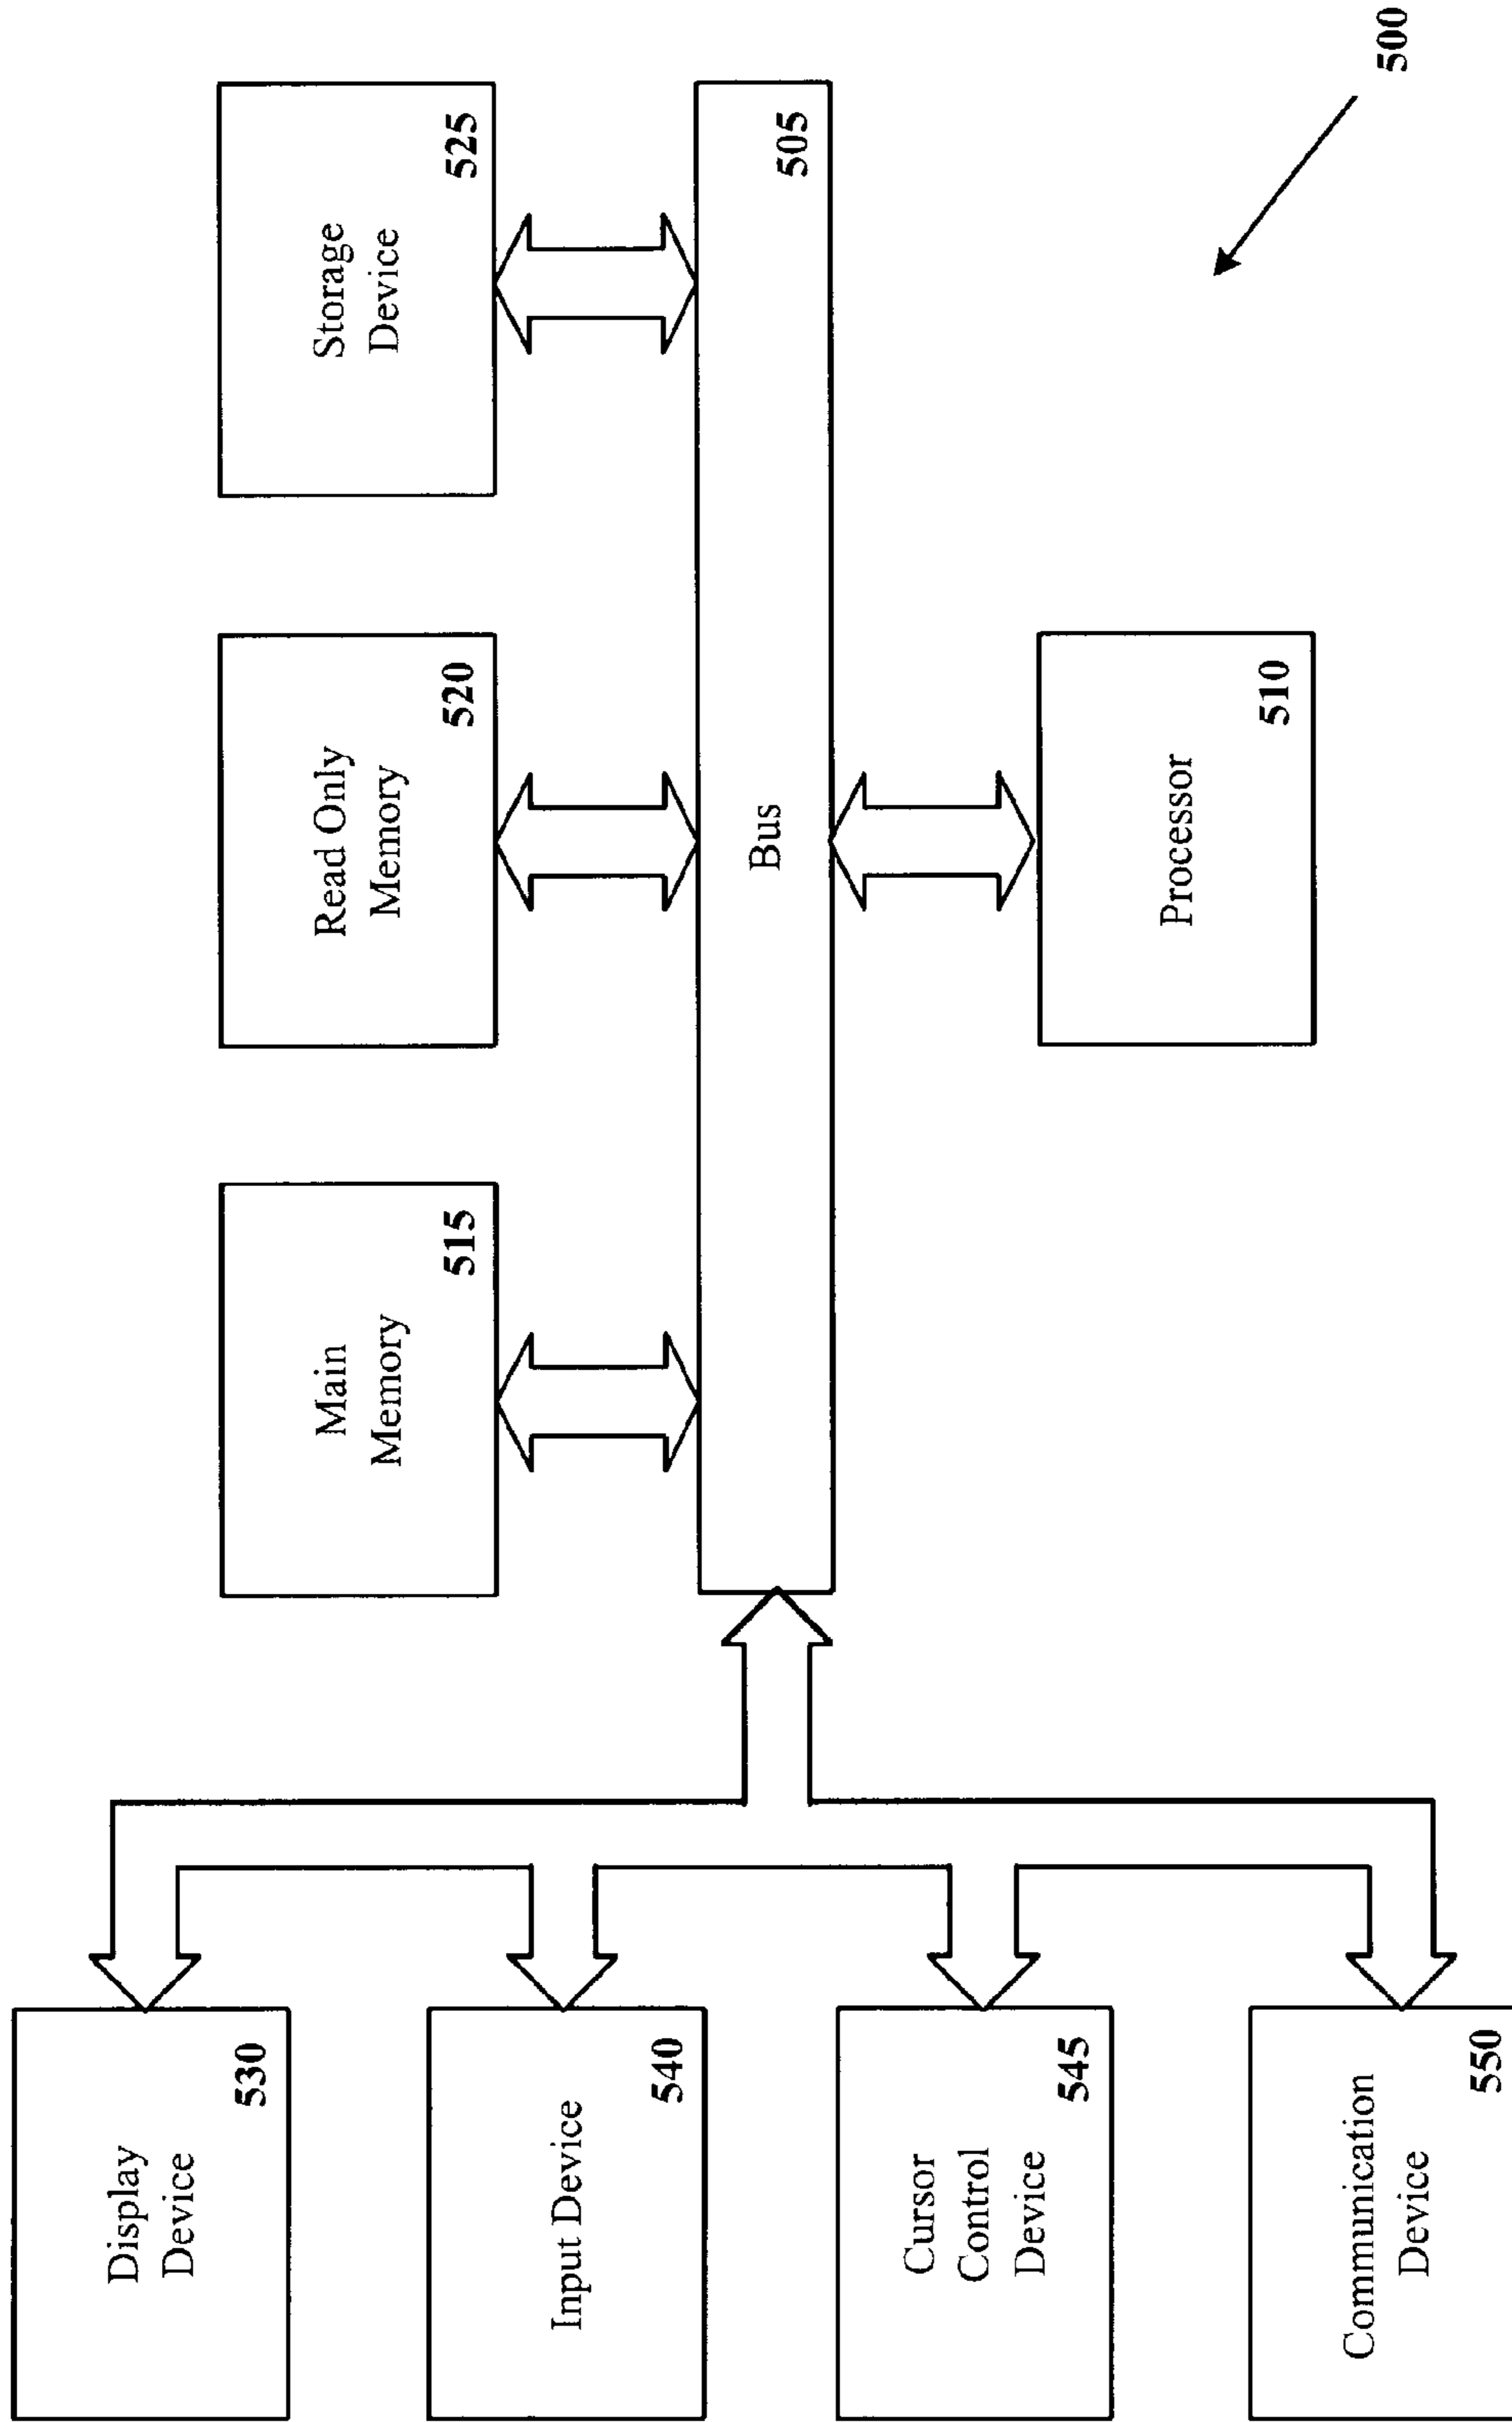 Display
Device
530
Input Device
540
Cursor
Control
Device
545
Communication
Device
550
Main
Memory
515
Read Only
Memory
520
Storage
Device
525
Bus
505
Processor
510
500